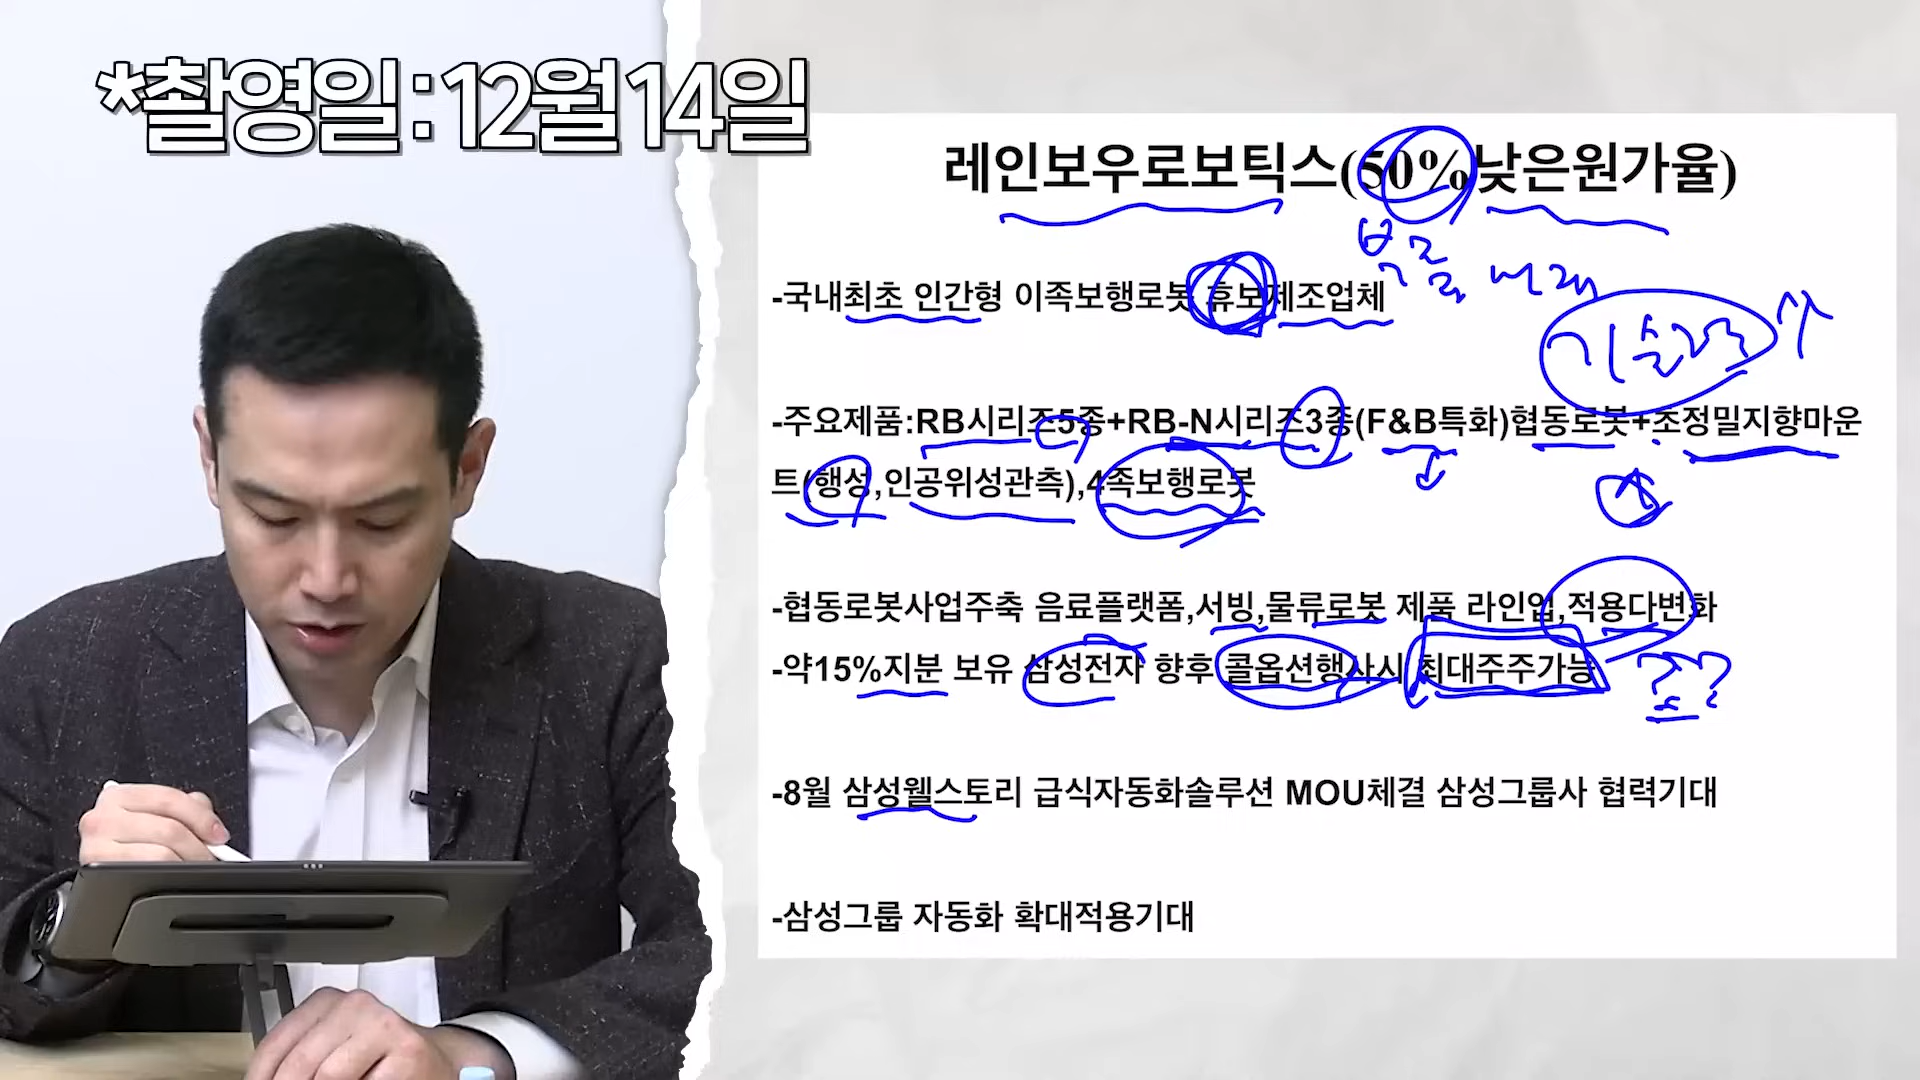 *촬영일:12월14일
레인보우로보틱스(50%낮은원가율)
부품 내재
-국내최초 인간형 이족보행로봇 휴보제조업체
기술력↑
-주요제품:RB시리즈5종+RB-N시리즈3종(F&B특화)협동로봇+초정밀지향마운
트(행성,인공위성관측),4족보행로봇
-협동로봇사업주축 음료플랫폼,서빙,물류로봇 제품 라인업,적용다변화
-약15%지분 보유 삼성전자 향후 콜옵션행사시 최대주주가능
-8월 삼성웰스토리 급식자동화솔루션 MOU체결 삼성그룹사 협력기대
-삼성그룹 자동화 확대적용기대